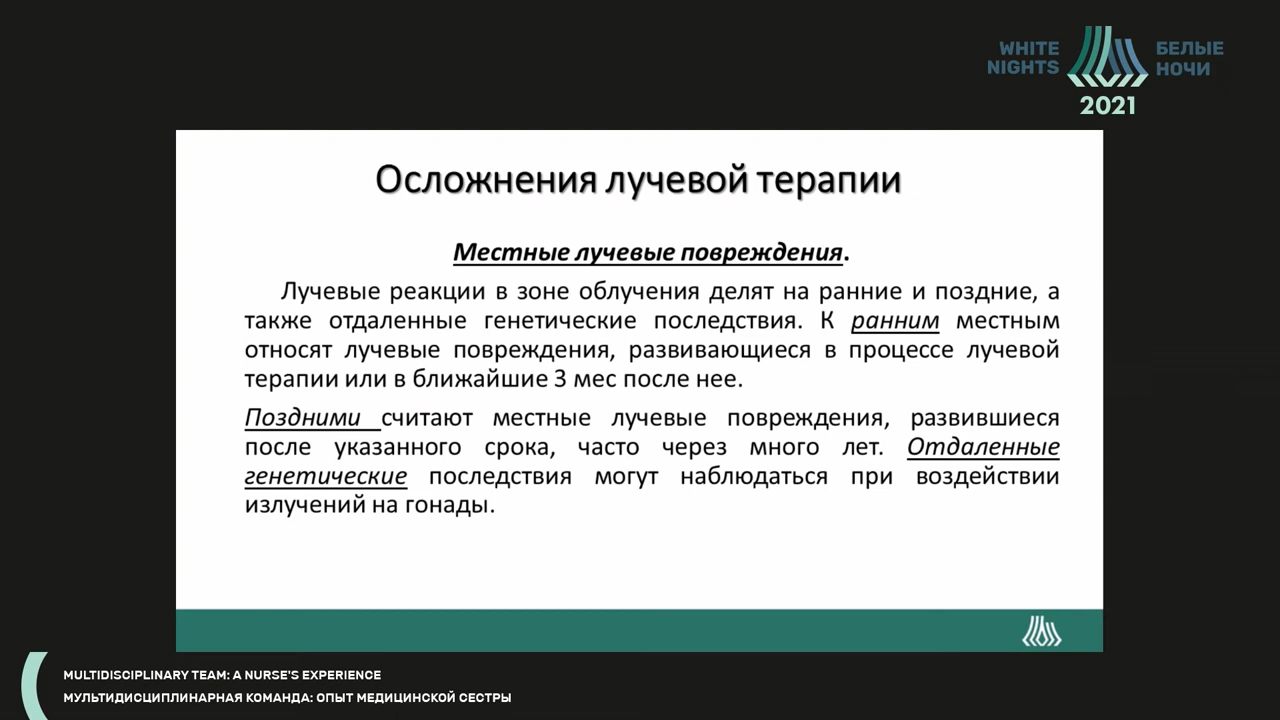 WHITE NIGHTS
БЕЛЫЕ НОЧИ
2021
Осложнения лучевой терапии
Местные лучевые повреждения.
Лучевые реакции в зоне облучения делят на ранние и поздние, а
также отдаленные генетические последствия. К ранним местным
относят лучевые повреждения, развивающиеся в процессе лучевой
терапии или в ближайшие 3 мес после нее.
Поздними считают местные лучевые повреждения, развившиеся
после указанного срока, часто через много лет. Отдаленные
генетические последствия могут наблюдаться при воздействии
излучений на гонады.
MULTIDISCIPLINARY TEAM: A NURSE'S EXPERIENCE
МУЛЬТИДИСЦИПЛИНАРНАЯ КОМАНДА: ОПЫТ МЕДИЦИНСКОЙ СЕСТРЫ